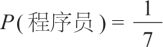 P(程序员) = 1/7